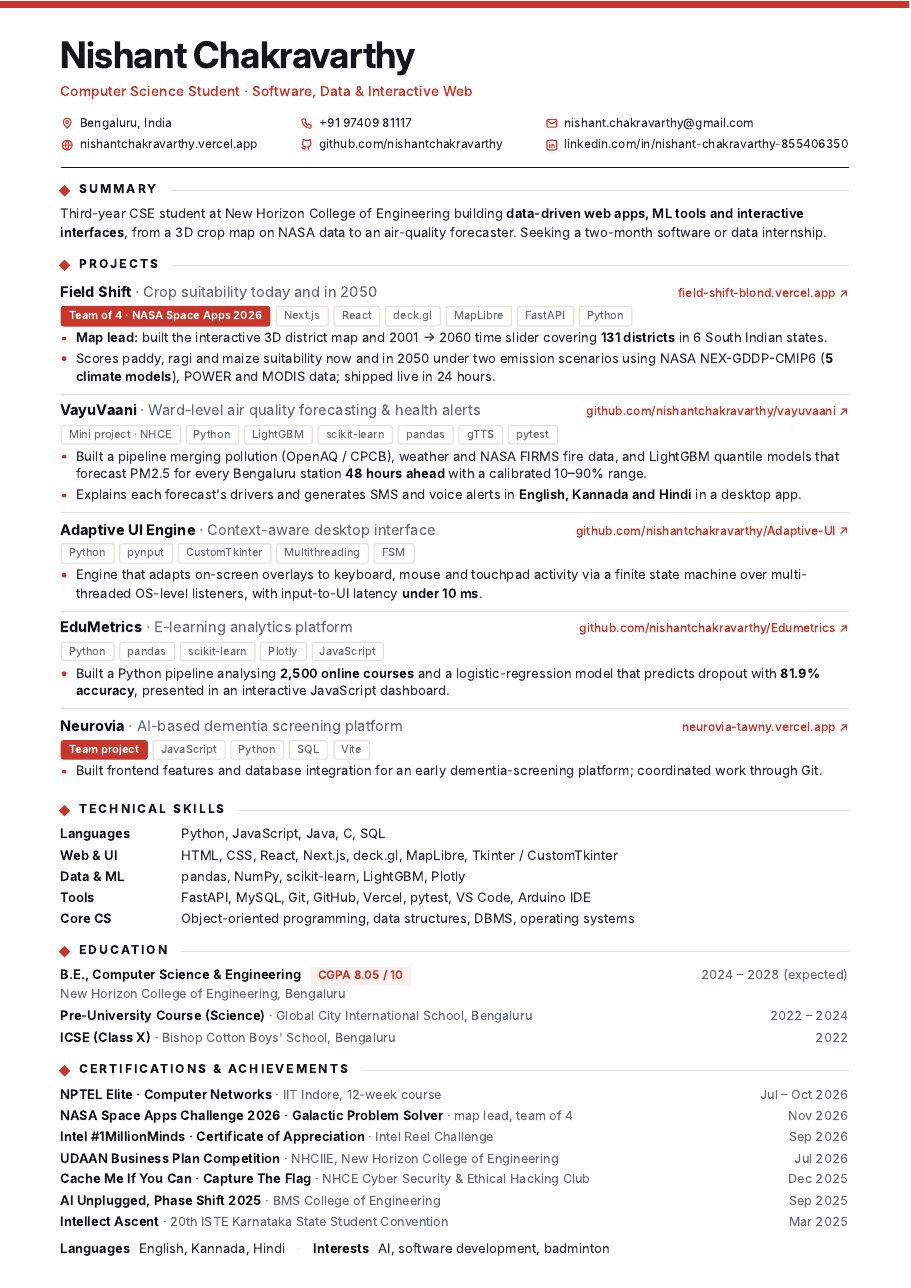 Nishant Chakravarthy
Computer Science Student · Software, Data & Interactive Web
Bengaluru, India
+91 97409 81117
nishant.chakravarthy@gmail.com
nishantchakravarthy.vercel.app
github.com/nishantchakravarthy
linkedin.com/in/nishant-chakravarthy-855406350
SUMMARY
Third-year CSE student at New Horizon College of Engineering building data-driven web apps, ML tools and interactive
interfaces, from a 3D crop map on NASA data to an air-quality forecaster. Seeking a two-month software or data internship.
PROJECTS
Field Shift · Crop suitability today and in 2050
field-shift-blond.vercel.app ↗
Team of 4 · NASA Space Apps 2026 Next.js React deck.gl MapLibre FastAPI Python
Map lead: built the interactive 3D district map and 2001 → 2060 time slider covering 131 districts in 6 South Indian states.
Scores paddy, ragi and maize suitability now and in 2050 under two emission scenarios using NASA NEX-GDDP-CMIP6 (5
climate models), POWER and MODIS data; shipped live in 24 hours.
VayuVaani · Ward-level air quality forecasting & health alerts
github.com/nishantchakravarthy/vayuvaani ↗
Mini project · NHCE Python LightGBM scikit-learn pandas gTTS pytest
Built a pipeline merging pollution (OpenAQ / CPCB), weather and NASA FIRMS fire data, and LightGBM quantile models that
forecast PM2.5 for every Bengaluru station 48 hours ahead with a calibrated 10–90% range.
Explains each forecast's drivers and generates SMS and voice alerts in English, Kannada and Hindi in a desktop app.
Adaptive UI Engine · Context-aware desktop interface
github.com/nishantchakravarthy/Adaptive-UI ↗
Python pynput CustomTkinter Multithreading FSM
Engine that adapts on-screen overlays to keyboard, mouse and touchpad activity via a finite state machine over multi-
threaded OS-level listeners, with input-to-UI latency under 10 ms.
EduMetrics · E-learning analytics platform
github.com/nishantchakravarthy/Edumetrics ↗
Python pandas scikit-learn Plotly JavaScript
Built a Python pipeline analysing 2,500 online courses and a logistic-regression model that predicts dropout with 81.9%
accuracy, presented in an interactive JavaScript dashboard.
Neurovia · AI-based dementia screening platform
neurovia-tawny.vercel.app ↗
Team project JavaScript Python SQL Vite
Built frontend features and database integration for an early dementia-screening platform; coordinated work through Git.
TECHNICAL SKILLS
Languages Python, JavaScript, Java, C, SQL
Web & UI HTML, CSS, React, Next.js, deck.gl, MapLibre, Tkinter / CustomTkinter
Data & ML pandas, NumPy, scikit-learn, LightGBM, Plotly
Tools FastAPI, MySQL, Git, GitHub, Vercel, pytest, VS Code, Arduino IDE
Core CS Object-oriented programming, data structures, DBMS, operating systems
EDUCATION
B.E., Computer Science & Engineering CGPA 8.05 / 10 2024 – 2028 (expected)
New Horizon College of Engineering, Bengaluru
Pre-University Course (Science) · Global City International School, Bengaluru 2022 – 2024
ICSE (Class X) · Bishop Cotton Boys' School, Bengaluru 2022
CERTIFICATIONS & ACHIEVEMENTS
NPTEL Elite · Computer Networks · IIT Indore, 12-week course Jul – Oct 2026
NASA Space Apps Challenge 2026 · Galactic Problem Solver · map lead, team of 4 Nov 2026
Intel #1MillionMinds · Certificate of Appreciation · Intel Reel Challenge Sep 2026
UDAAN Business Plan Competition · NHCIIE, New Horizon College of Engineering Jul 2026
Cache Me If You Can · Capture The Flag · NHCE Cyber Security & Ethical Hacking Club Dec 2025
AI Unplugged, Phase Shift 2025 · BMS College of Engineering Sep 2025
Intellect Ascent · 20th ISTE Karnataka State Student Convention Mar 2025
Languages English, Kannada, Hindi · Interests AI, software development, badminton